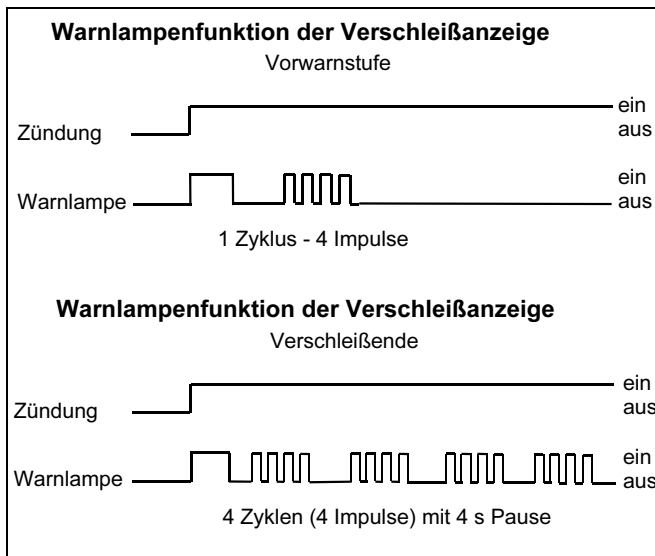 Warnlampenfunktion der Verschleißanzeige
Vorwarnstufe
ein
Zündung
aus
ein
Warnlampe
aus
1 Zyklus - 4 Impulse
Warnlampenfunktion der Verschleißanzeige
Verschleißende
ein
Zündung
aus
ein
Warnlampe
aus
4 Zyklen (4 Impulse) mit 4 s Pause